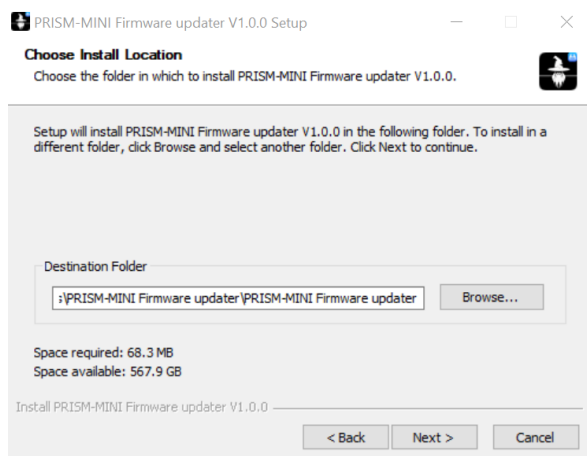 PRISM-MINI Firmware updater V1.0.0 Setup
Choose Install Location
Choose the folder in which to install PRISM-MINI Firmware updater V1.0.0.
Setup will install PRISM-MINI Firmware updater V1.0.0 in the following folder. To install in a
different folder, click Browse and select another folder. Click Next to continue.
Destination Folder
;\PRISM-MINI Firmware updater\PRISM-MINI Firmware updater
Browse...
Space required: 68.3 MB
Space available: 567.9 GB
Install PRISM-MINI Firmware updater V1.0.0
< Back
Next >
Cancel